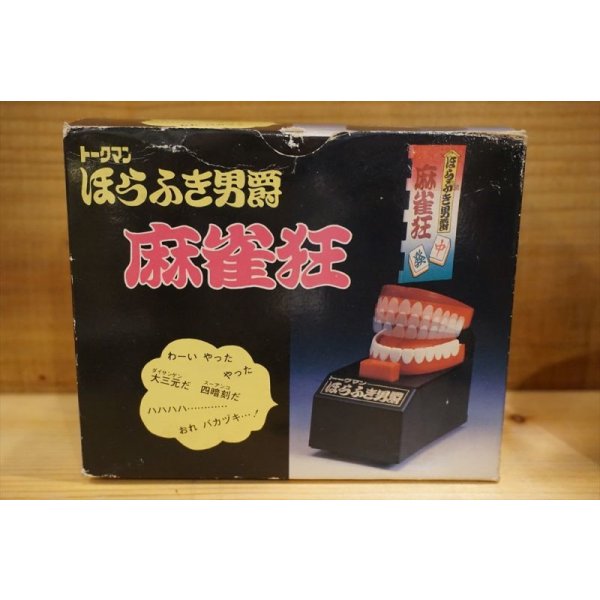 トークマン
ほらふき男爵
麻雀狂
わーい やった
やった
ダイサンゲン
スーアンコ
大三元だ 四暗刻だ
ハハハハ…………
おれ バカヅキ…!
ほらふき男爵
麻雀狂
中
發
トークマン
ほらふき男爵